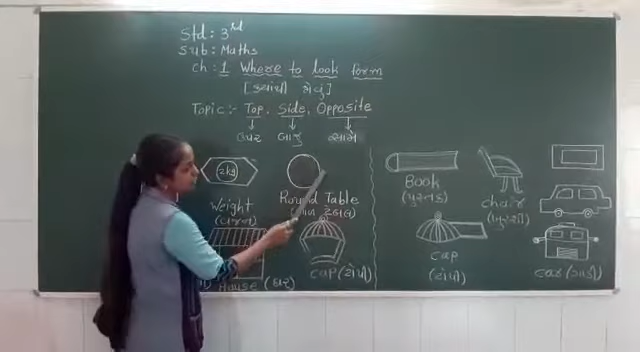 Std: 3rd
Sub: Maths
Ch: 1 Where to look form
[ક્યાંથી જોવું]
Topic:- Top, Side, Opposite
ઉપર બાજુ સામે
2kg
Weight
(વજન)
Round Table
(ગોળ ટેબલ)
House (ઘર)
cap (ટોપી)
Book
(પુસ્તક)
chair
(ખુરશી)
cap
(ટોપી)
car (ગાડી)